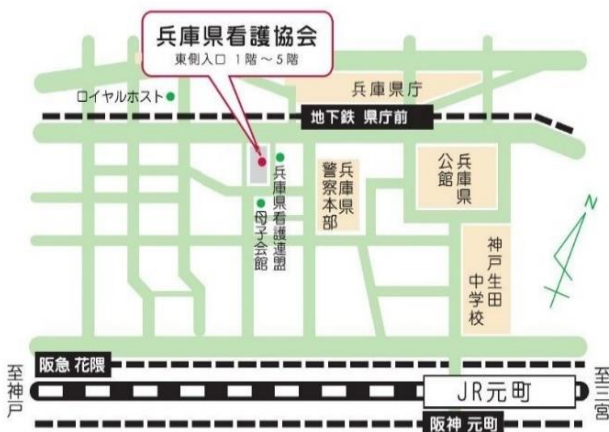 兵庫県看護協会
東側入口 1階～5階
兵庫県庁
ロイヤルホスト
地下鉄 県庁前
兵庫県看護連盟
母子会館
兵庫県
警察本部
兵庫県
公館
N
神戸生田
中学校
阪急 花隈
至神戸
JR元町
至三宮
阪神 元町